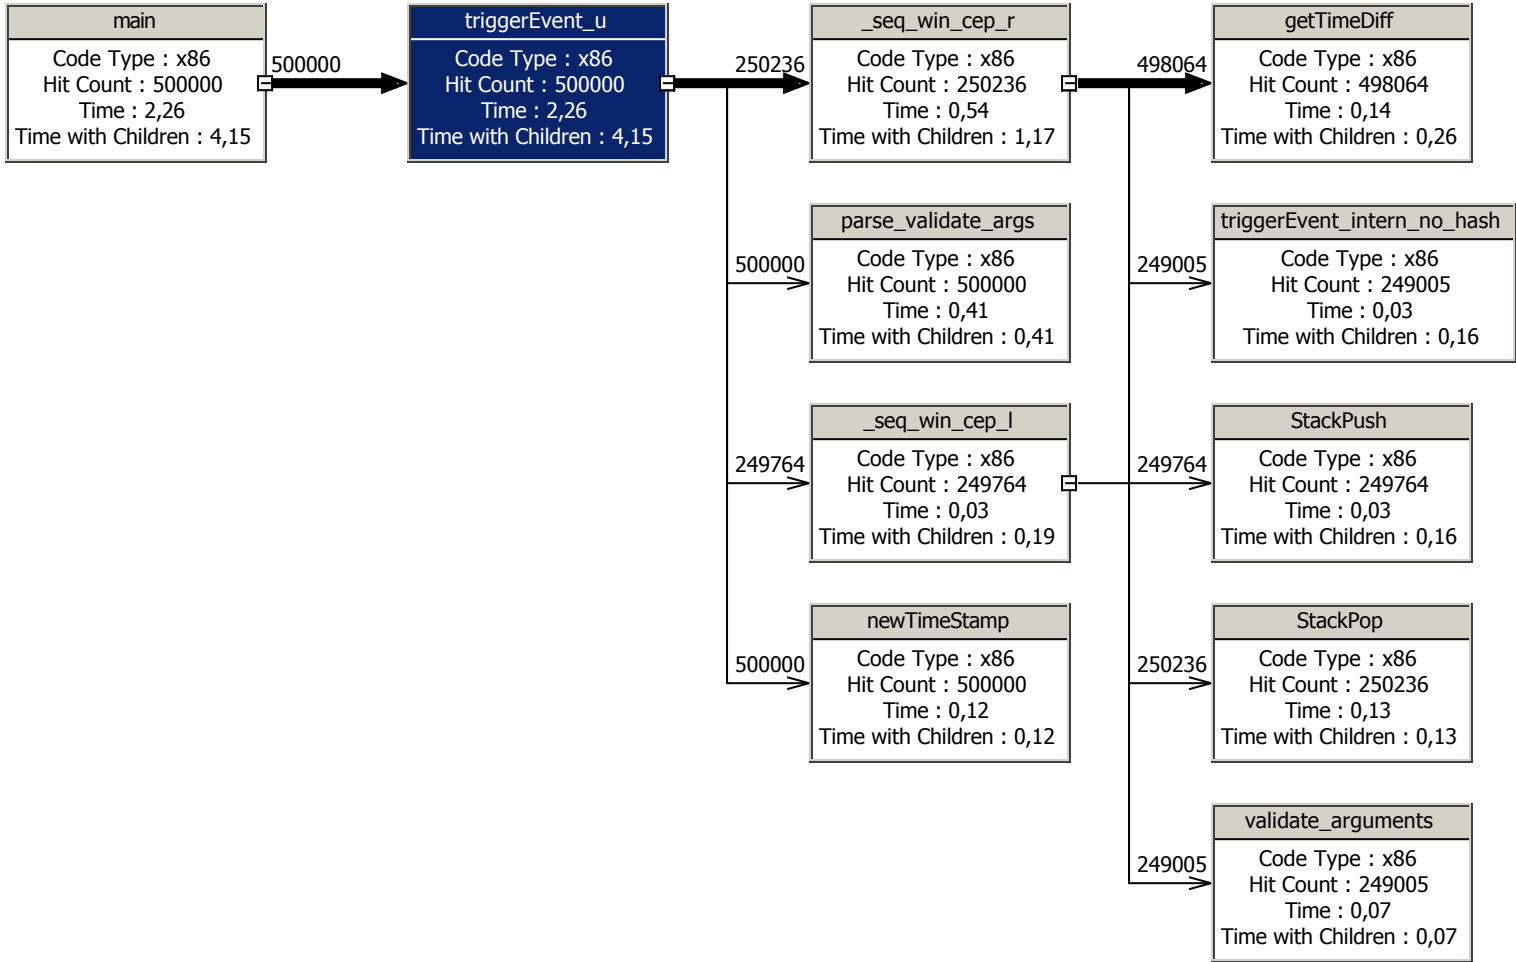 main
Code Type : x86
Hit Count : 500000
Time : 2,26
Time with Children : 4,15
500000
triggerEvent_u
Code Type : x86
Hit Count : 500000
Time : 2,26
Time with Children : 4,15
250236
_seq_win_cep_r
Code Type : x86
Hit Count : 250236
Time : 0,54
Time with Children : 1,17
498064
getTimeDiff
Code Type : x86
Hit Count : 498064
Time : 0,14
Time with Children : 0,26
500000
parse_validate_args
Code Type : x86
Hit Count : 500000
Time : 0,41
Time with Children : 0,41
249005
triggerEvent_intern_no_hash
Code Type : x86
Hit Count : 249005
Time : 0,03
Time with Children : 0,16
249764
_seq_win_cep_l
Code Type : x86
Hit Count : 249764
Time : 0,03
Time with Children : 0,19
249764
StackPush
Code Type : x86
Hit Count : 249764
Time : 0,03
Time with Children : 0,16
500000
newTimeStamp
Code Type : x86
Hit Count : 500000
Time : 0,12
Time with Children : 0,12
250236
StackPop
Code Type : x86
Hit Count : 250236
Time : 0,13
Time with Children : 0,13
249005
validate_arguments
Code Type : x86
Hit Count : 249005
Time : 0,07
Time with Children : 0,07